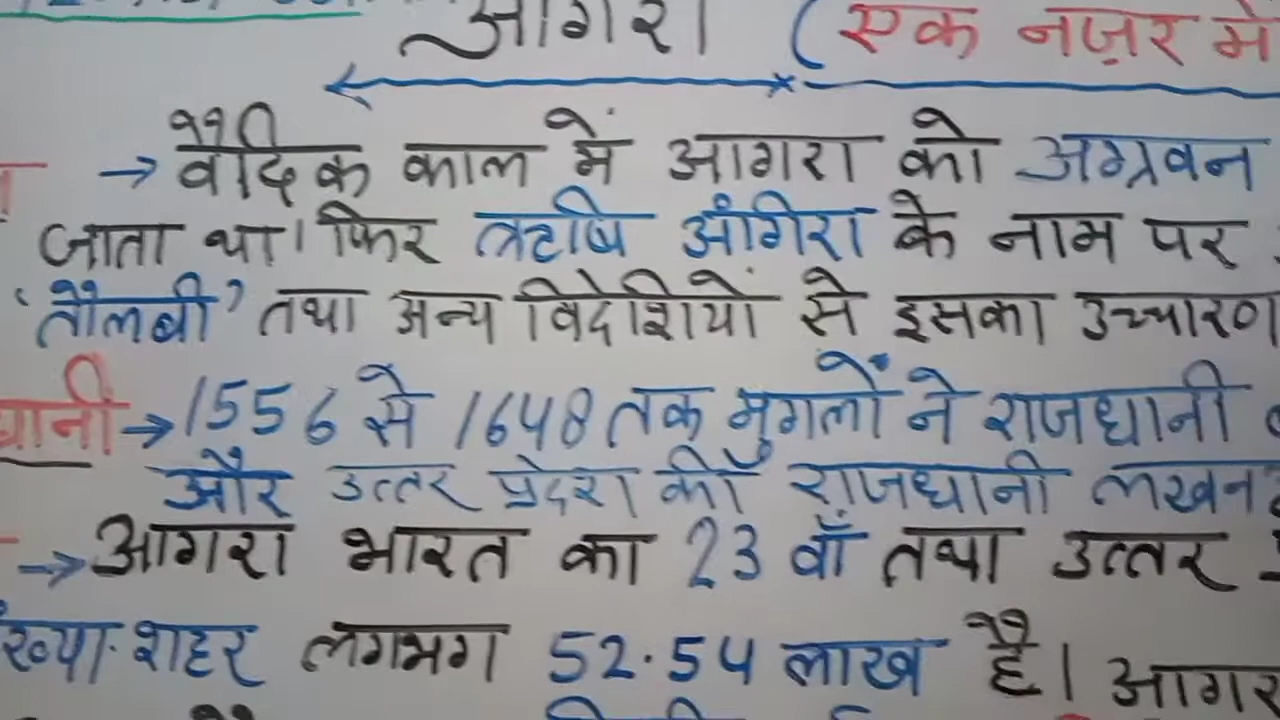 आगरा (एक नज़र में
→ वैदिक काल में आगरा को अग्रवन
जाता था। फिर ऋषि अंगिरा के नाम पर
'तौलबी' तथा अन्य विदेशियों से इसका उच्चारण
धानी → 1556 से 1648 तक मुगलों ने राजधानी
और उत्तर प्रदेश की राजधानी लखन
→ आगरा भारत का 23 वाँ तथा उत्तर
ख्या. शहर लगभग 52.54 लाख है। आगर